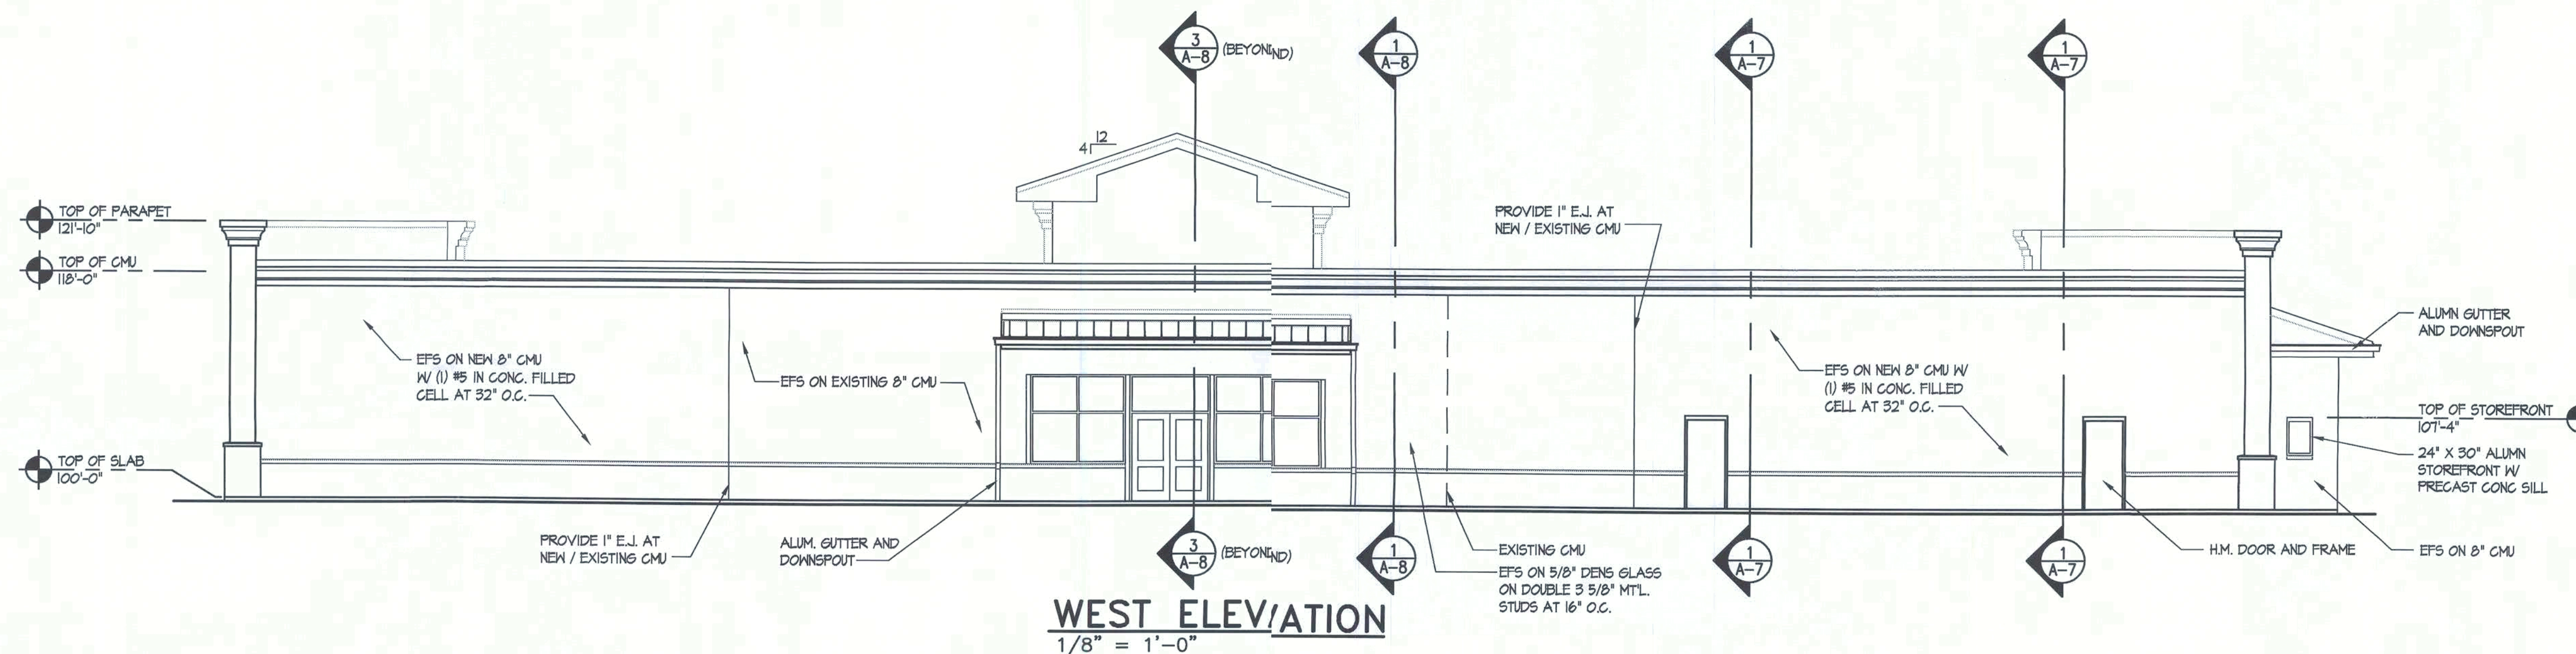 3
A-8
(BEYONIND)
1
A-8
1
A-7
1
A-7
12
4
TOP OF PARAPET
121'-10"
TOP OF CMU
118'-0"
PROVIDE 1" E.J. AT
NEW / EXISTING CMU
ALUMN GUTTER
AND DOWNSPOUT
EFS ON NEW 8" CMU
W/ (1) #5 IN CONC. FILLED
CELL AT 32" O.C.
EFS ON EXISTING 8" CMU
EFS ON NEW 8" CMU W/
(1) #5 IN CONC. FILLED
CELL AT 32" O.C.
TOP OF STOREFRONT
107'-4"
24" X 30" ALUMN
STOREFRONT W/
PRECAST CONC SILL
TOP OF SLAB
100'-0"
PROVIDE 1" E.J. AT
NEW / EXISTING CMU
ALUM. GUTTER AND
DOWNSPOUT
3
A-8
(BEYONIND)
1
A-8
EXISTING CMU
EFS ON 5/8" DENS GLASS
ON DOUBLE 3 5/8" MT'L.
STUDS AT 16" O.C.
1
A-7
1
A-7
H.M. DOOR AND FRAME
EFS ON 8" CMU
WEST ELEVATION
1/8" = 1'-0"